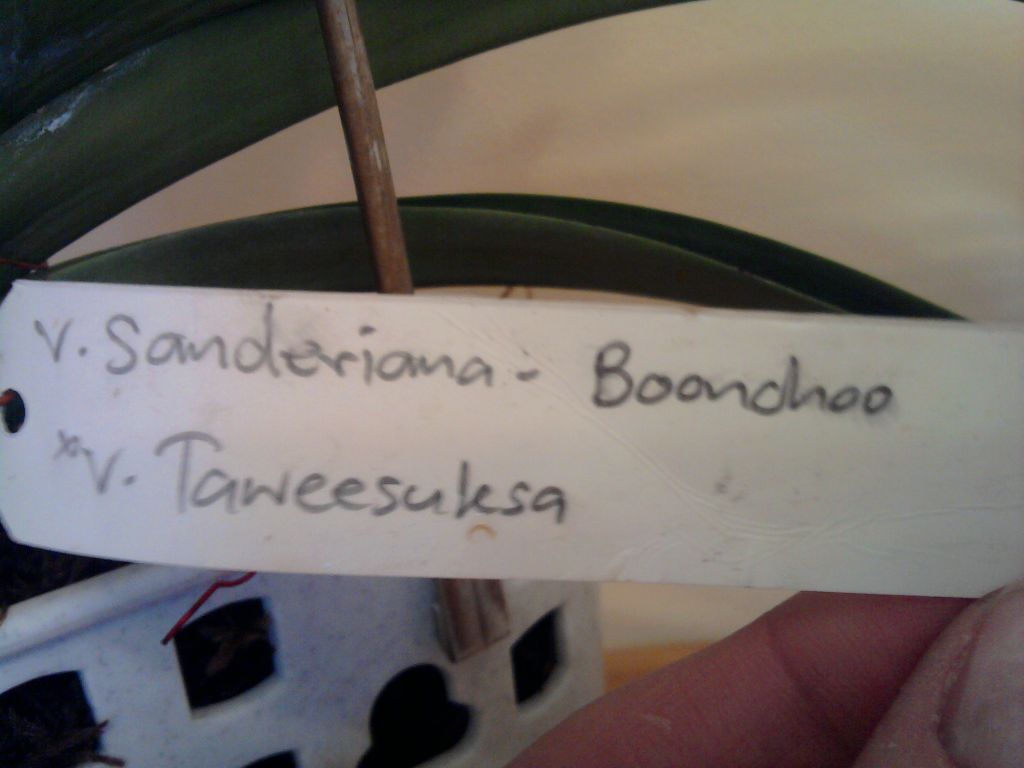 V. Sanderiana - Boonchoo
x V. Taweesuksa